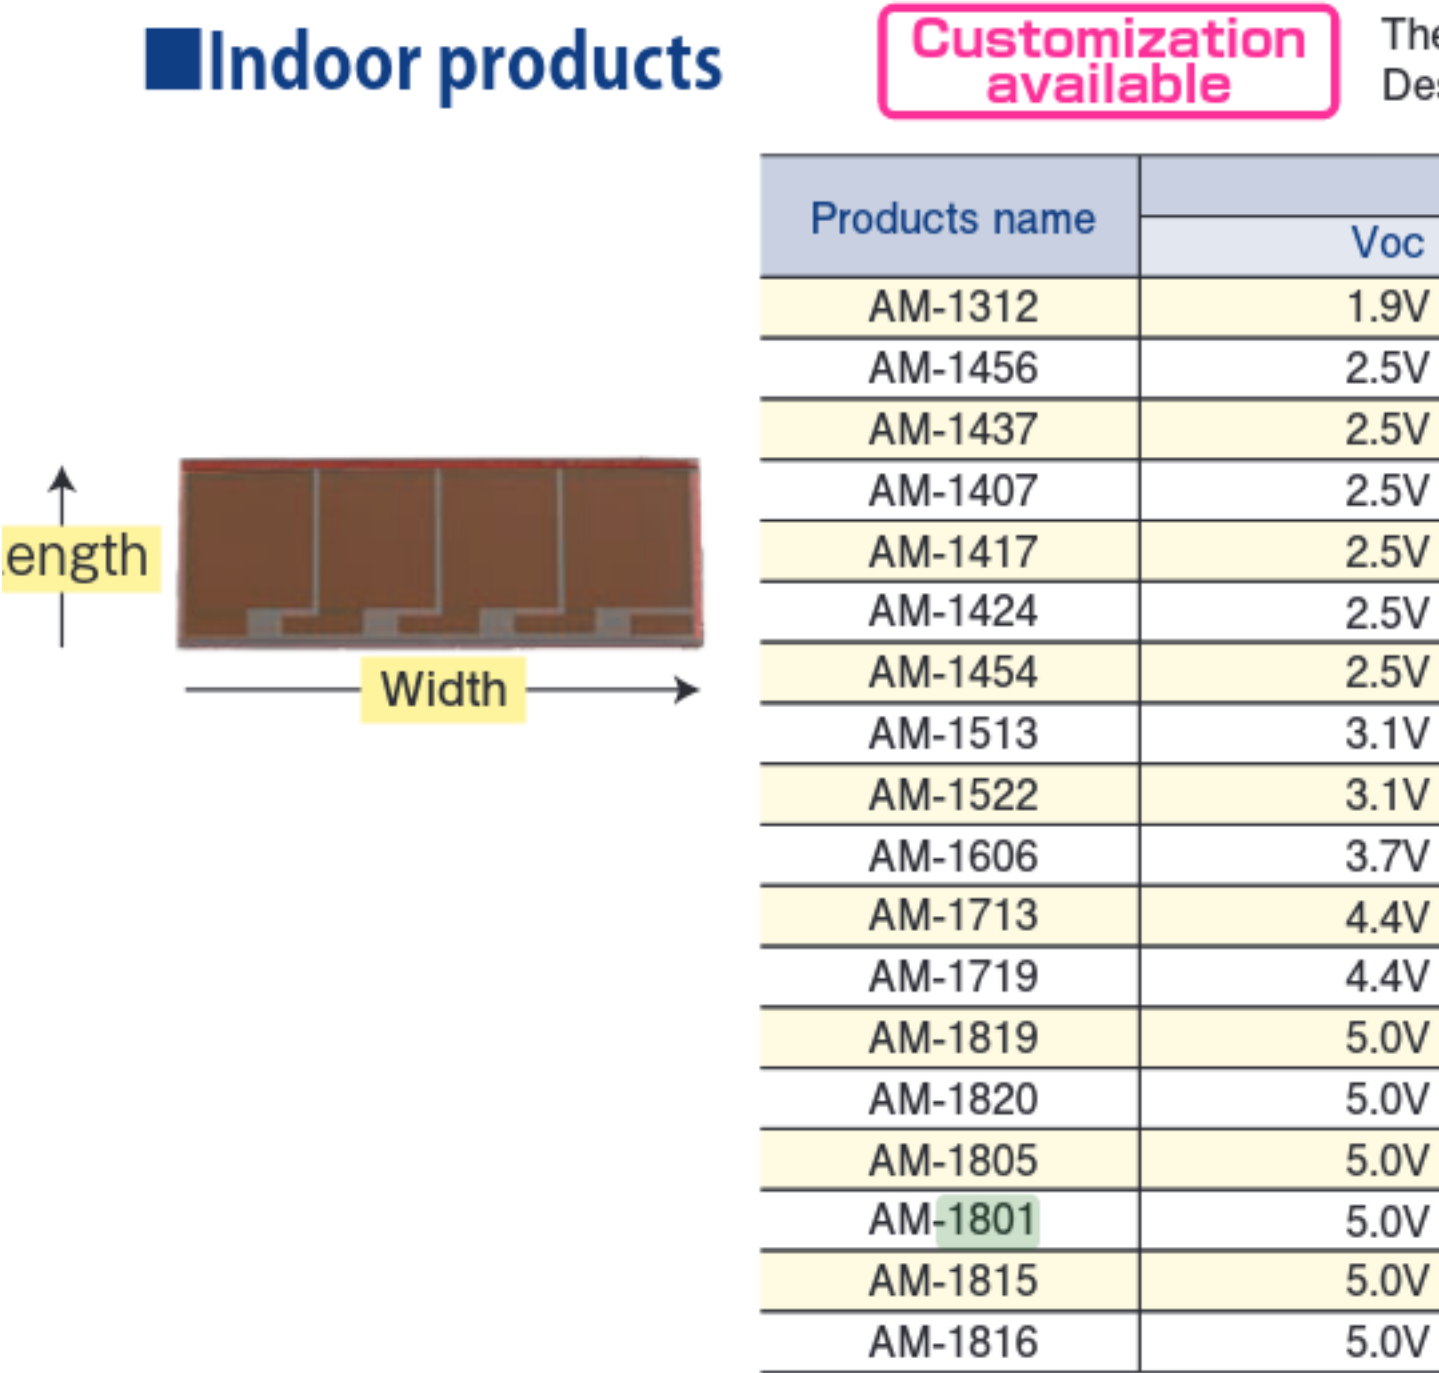 ■Indoor products
Customization
available
The
Des
Products name
Voc
AM-1312 1.9V
AM-1456 2.5V
AM-1437 2.5V
AM-1407 2.5V
AM-1417 2.5V
AM-1424 2.5V
AM-1454 2.5V
AM-1513 3.1V
AM-1522 3.1V
AM-1606 3.7V
AM-1713 4.4V
AM-1719 4.4V
AM-1819 5.0V
AM-1820 5.0V
AM-1805 5.0V
AM-1801 5.0V
AM-1815 5.0V
AM-1816 5.0V
ength
Width